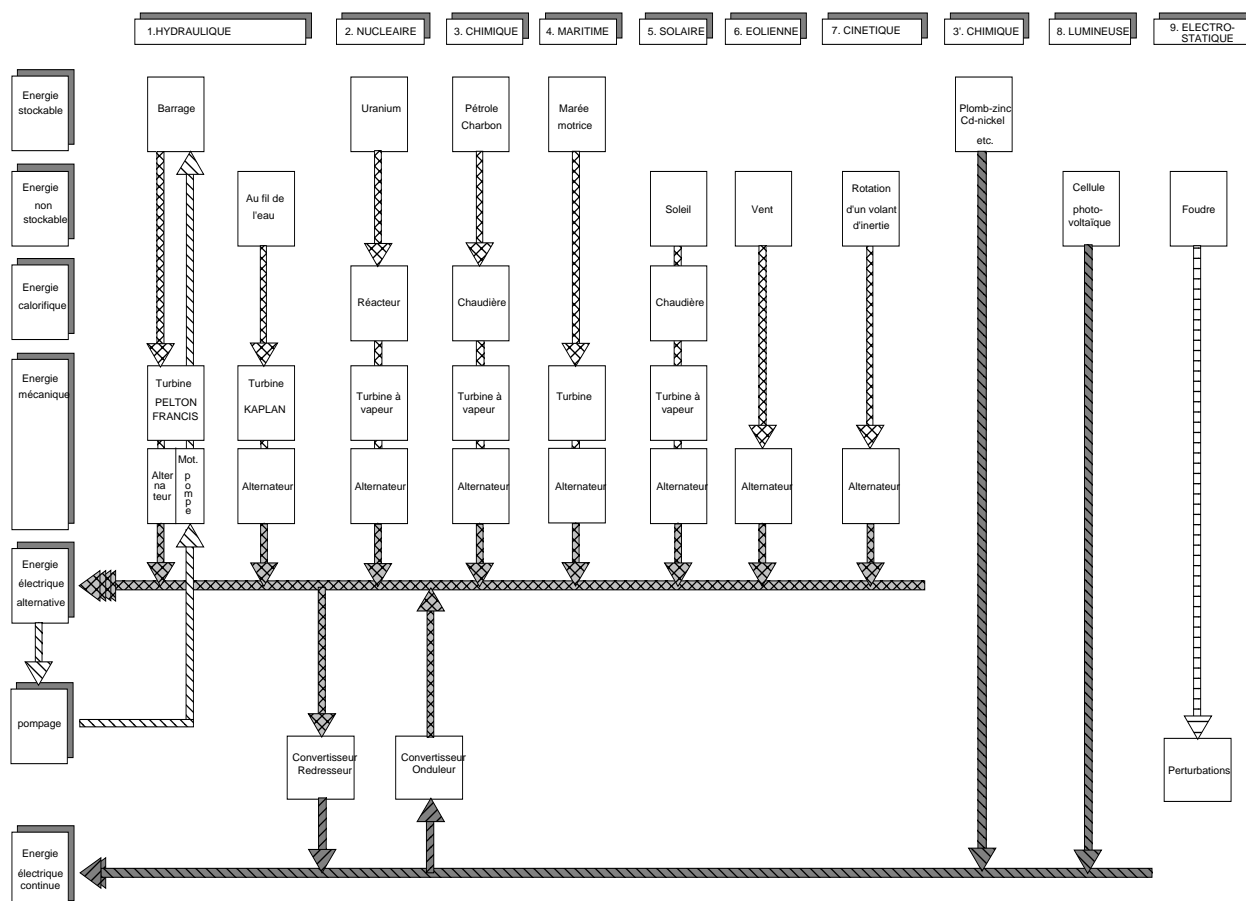 1.HYDRAULIQUE
2. NUCLEAIRE
3. CHIMIQUE
4. MARITIME
5. SOLAIRE
6. EOLIENNE
7. CINETIQUE
3'. CHIMIQUE
8. LUMINEUSE
9. ELECTRO-
STATIQUE
Energie
stockable
Barrage
Uranium
Pétrole
Charbon
Marée
motrice
Plomb-zinc
Cd-nickel
etc.
Energie
non
stockable
Au fil de
l'eau
Soleil
Vent
Rotation
d'un volant
d'inertie
Cellule
photo-
voltaïque
Foudre
Energie
calorifique
Réacteur
Chaudière
Chaudière
Energie
mécanique
Turbine
PELTON
FRANCIS
Turbine
KAPLAN
Turbine à
vapeur
Turbine à
vapeur
Turbine
Turbine à
vapeur
Alter
na
teur
Mot.
p
o
m
p
e
Alternateur
Alternateur
Alternateur
Alternateur
Alternateur
Alternateur
Alternateur
Energie
électrique
alternative
pompage
Convertisseur
Redresseur
Convertisseur
Onduleur
Perturbations
Energie
électrique
continue